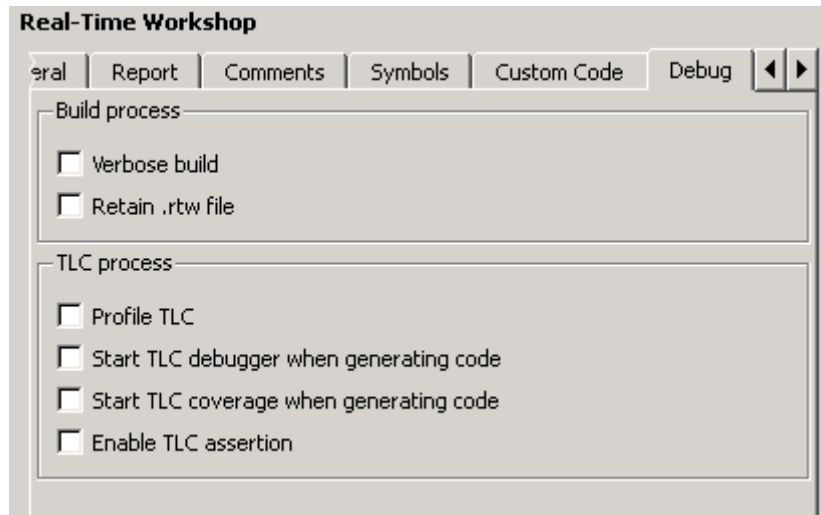 Real-Time Workshop
eral Report Comments Symbols Custom Code Debug
Build process
Verbose build
Retain .rtw file
TLC process
Profile TLC
Start TLC debugger when generating code
Start TLC coverage when generating code
Enable TLC assertion